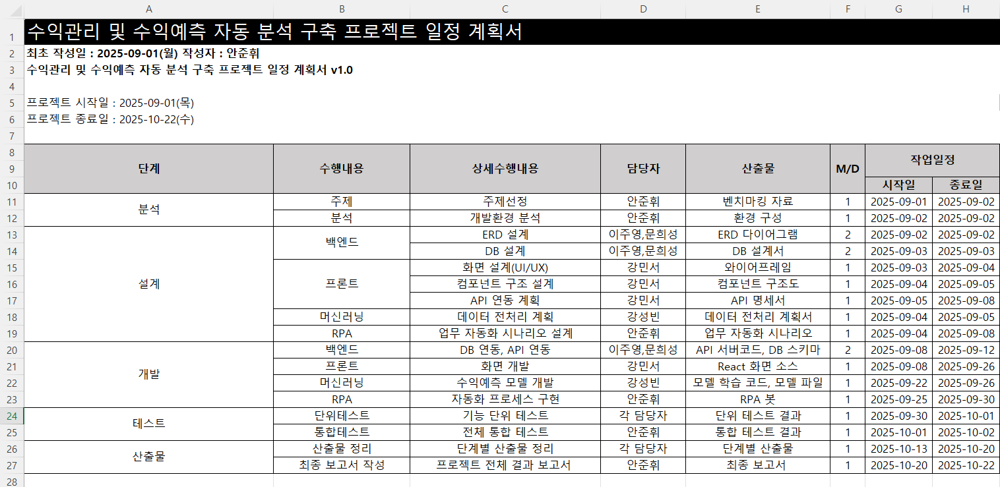 A B C D E F G H
1 수익관리 및 수익예측 자동 분석 구축 프로젝트 일정 계획서
2 최초 작성일 : 2025-09-01(월) 작성자 : 안준휘
3 수익관리 및 수익예측 자동 분석 구축 프로젝트 일정 계획서 v1.0
4
5 프로젝트 시작일 : 2025-09-01(목)
6 프로젝트 종료일 : 2025-10-22(수)
7
8
9 단계 수행내용 상세수행내용 담당자 산출물 M/D 작업일정
10 시작일 종료일
11 분석 주제 주제선정 안준휘 벤치마킹 자료 1 2025-09-01 2025-09-02
12 분석 개발환경 분석 안준휘 환경 구성 1 2025-09-02 2025-09-02
13 설계 백엔드 ERD 설계 이주영,문희성 ERD 다이어그램 2 2025-09-02 2025-09-02
14 DB 설계 이주영,문희성 DB 설계서 2 2025-09-03 2025-09-03
15 프론트 화면 설계(UI/UX) 강민서 와이어프레임 1 2025-09-03 2025-09-04
16 컴포넌트 구조 설계 강민서 컴포넌트 구조도 1 2025-09-04 2025-09-05
17 API 연동 계획 강민서 API 명세서 1 2025-09-05 2025-09-08
18 머신러닝 데이터 전처리 계획 강성빈 데이터 전처리 계획서 1 2025-09-04 2025-09-05
19 RPA 업무 자동화 시나리오 설계 안준휘 업무 자동화 시나리오 1 2025-09-04 2025-09-08
20 개발 백엔드 DB 연동, API 연동 이주영,문희성 API 서버코드, DB 스키마 2 2025-09-08 2025-09-12
21 프론트 화면 개발 강민서 React 화면 소스 1 2025-09-08 2025-09-26
22 머신러닝 수익예측 모델 개발 강성빈 모델 학습 코드, 모델 파일 1 2025-09-22 2025-09-26
23 RPA 자동화 프로세스 구현 안준휘 RPA 봇 1 2025-09-25 2025-09-30
24 테스트 단위테스트 기능 단위 테스트 각 담당자 단위 테스트 결과 1 2025-09-30 2025-10-01
25 통합테스트 전체 통합 테스트 안준휘 통합 테스트 결과 1 2025-10-01 2025-10-02
26 산출물 산출물 정리 단계별 산출물 정리 각 담당자 단계별 산출물 1 2025-10-13 2025-10-20
27 최종 보고서 작성 프로젝트 전체 결과 보고서 안준휘 최종 보고서 1 2025-10-20 2025-10-22
28